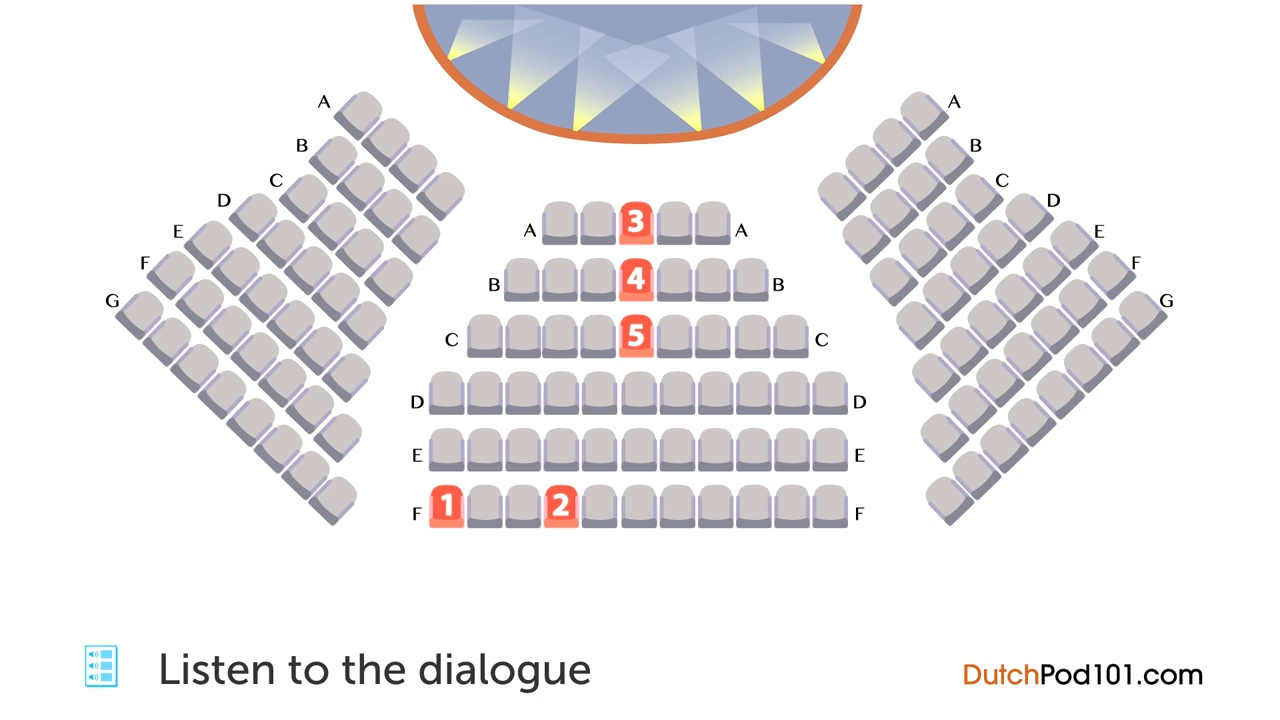 A
A
B
B
C
C
D
D
A 3 A
E
E
F
F
B 4 B
G
G
C 5 C
D D
E E
F 1 2 F
Listen to the dialogue
DutchPod101.com